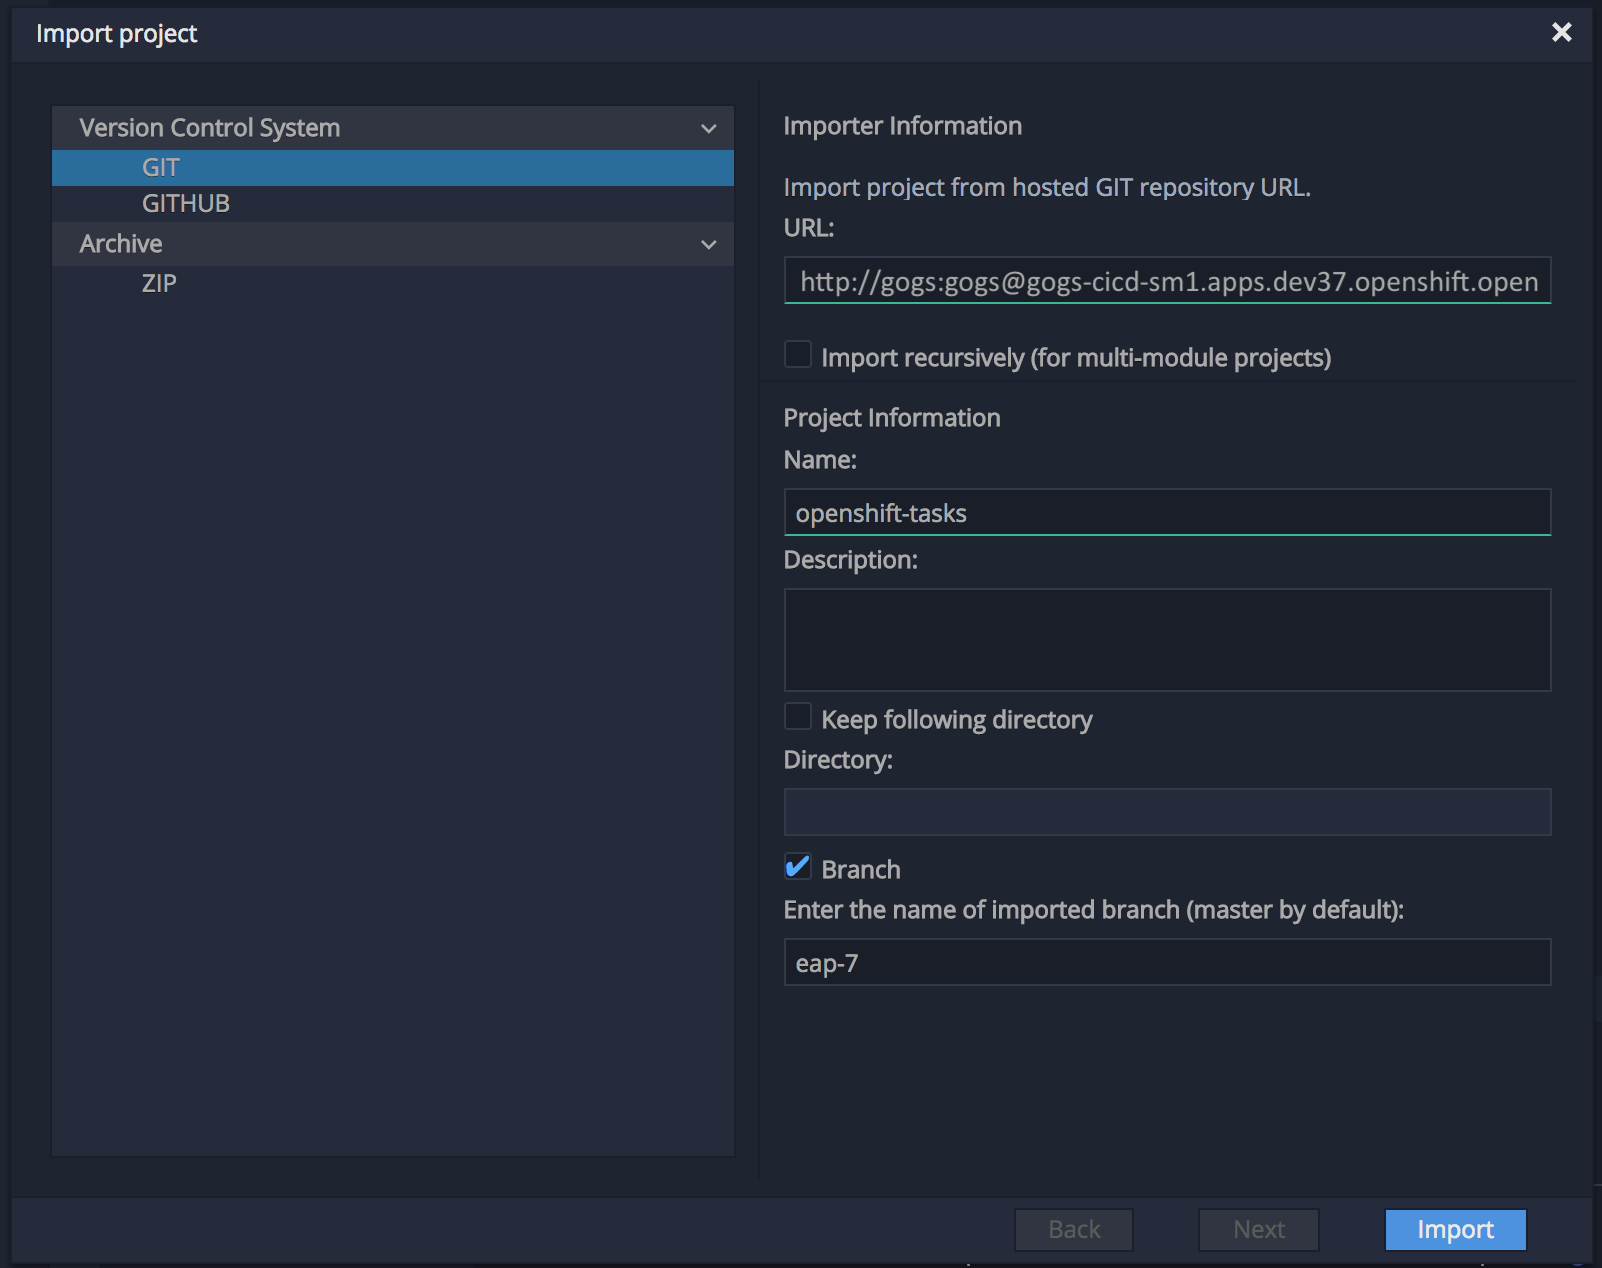 Import project
Version Control System
GIT
GITHUB
Archive
ZIP
Importer Information
Import project from hosted GIT repository URL.
URL:
http://gogs:gogs@gogs-cicd-sm1.apps.dev37.openshift.open
Import recursively (for multi-module projects)
Project Information
Name:
openshift-tasks
Description:
Keep following directory
Directory:
Branch
Enter the name of imported branch (master by default):
eap-7
Back
Next
Import